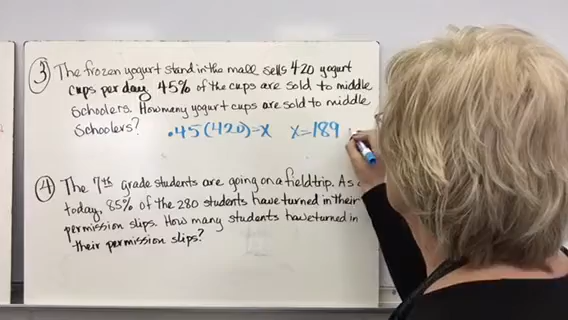 3 The frozen yogurt stand in the mall sells 420 yogurt
cups per day. 45% of the cups are sold to middle
schoolers. How many yogurt cups are sold to middle
schoolers? .45(420)=x x=189
4 The 7th grade students are going on a field trip. As
today, 85% of the 280 students have turned in their
permission slips. How many students have turned in
their permission slips?